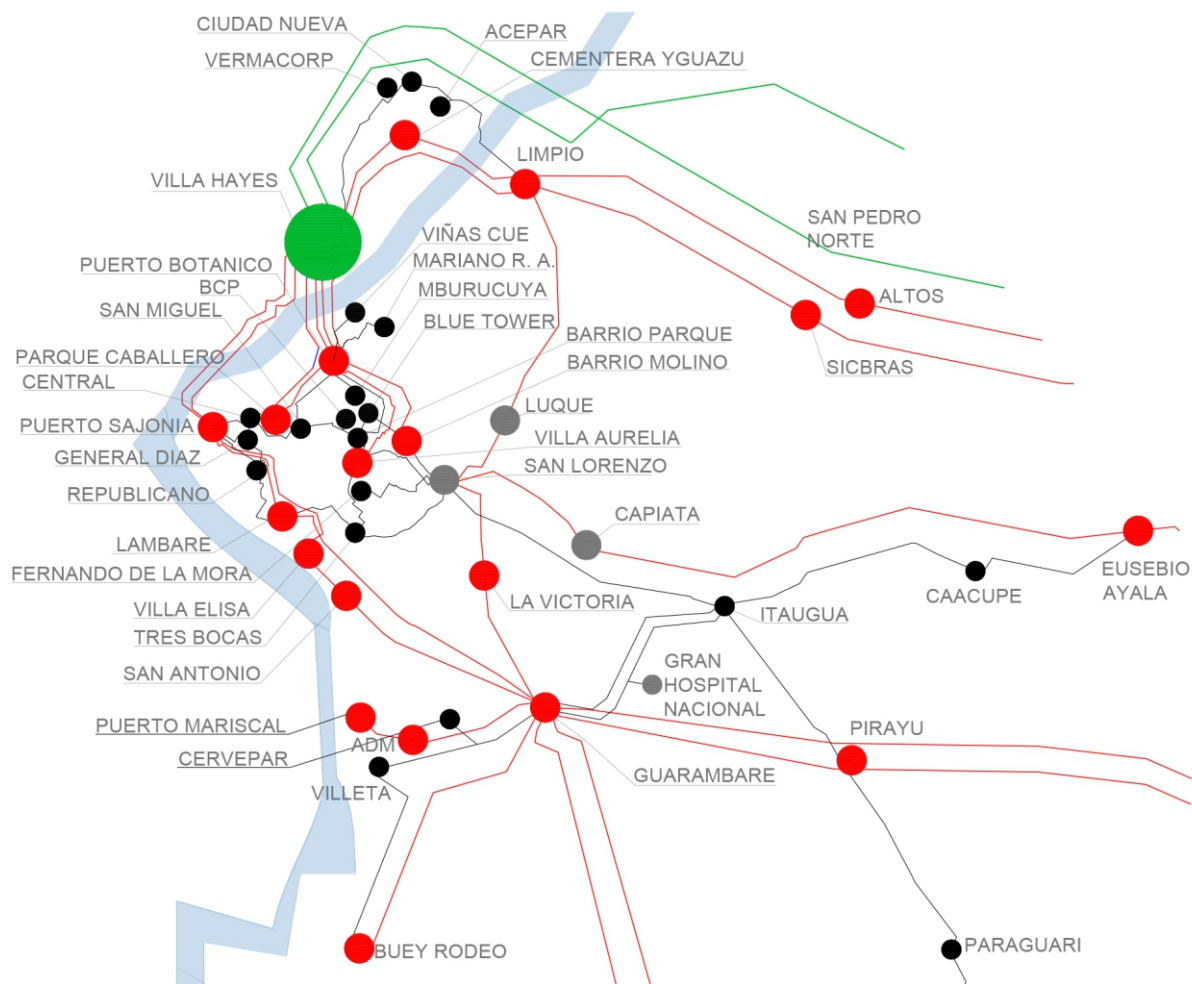 CIUDAD NUEVA
ACEPAR
VERMACORP
CEMENTERA YGUAZU
LIMPIO
VILLA HAYES
SAN PEDRO
NORTE
VIÑAS CUE
PUERTO BOTANICO
MARIANO R. A.
BCP
MBURUCUYA
ALTOS
SAN MIGUEL
BLUE TOWER
BARRIO PARQUE
PARQUE CABALLERO
BARRIO MOLINO
SICBRAS
CENTRAL
LUQUE
PUERTO SAJONIA
VILLA AURELIA
GENERAL DIAZ
SAN LORENZO
REPUBLICANO
CAPIATA
LAMBARE
FERNANDO DE LA MORA
EUSEBIO
AYALA
CAACUPE
LA VICTORIA
VILLA ELISA
ITAUGUA
TRES BOCAS
SAN ANTONIO
GRAN
HOSPITAL
NACIONAL
PUERTO MARISCAL
PIRAYU
ADM
CERVEPAR
GUARAMBARE
VILLETA
BUEY RODEO
PARAGUARI